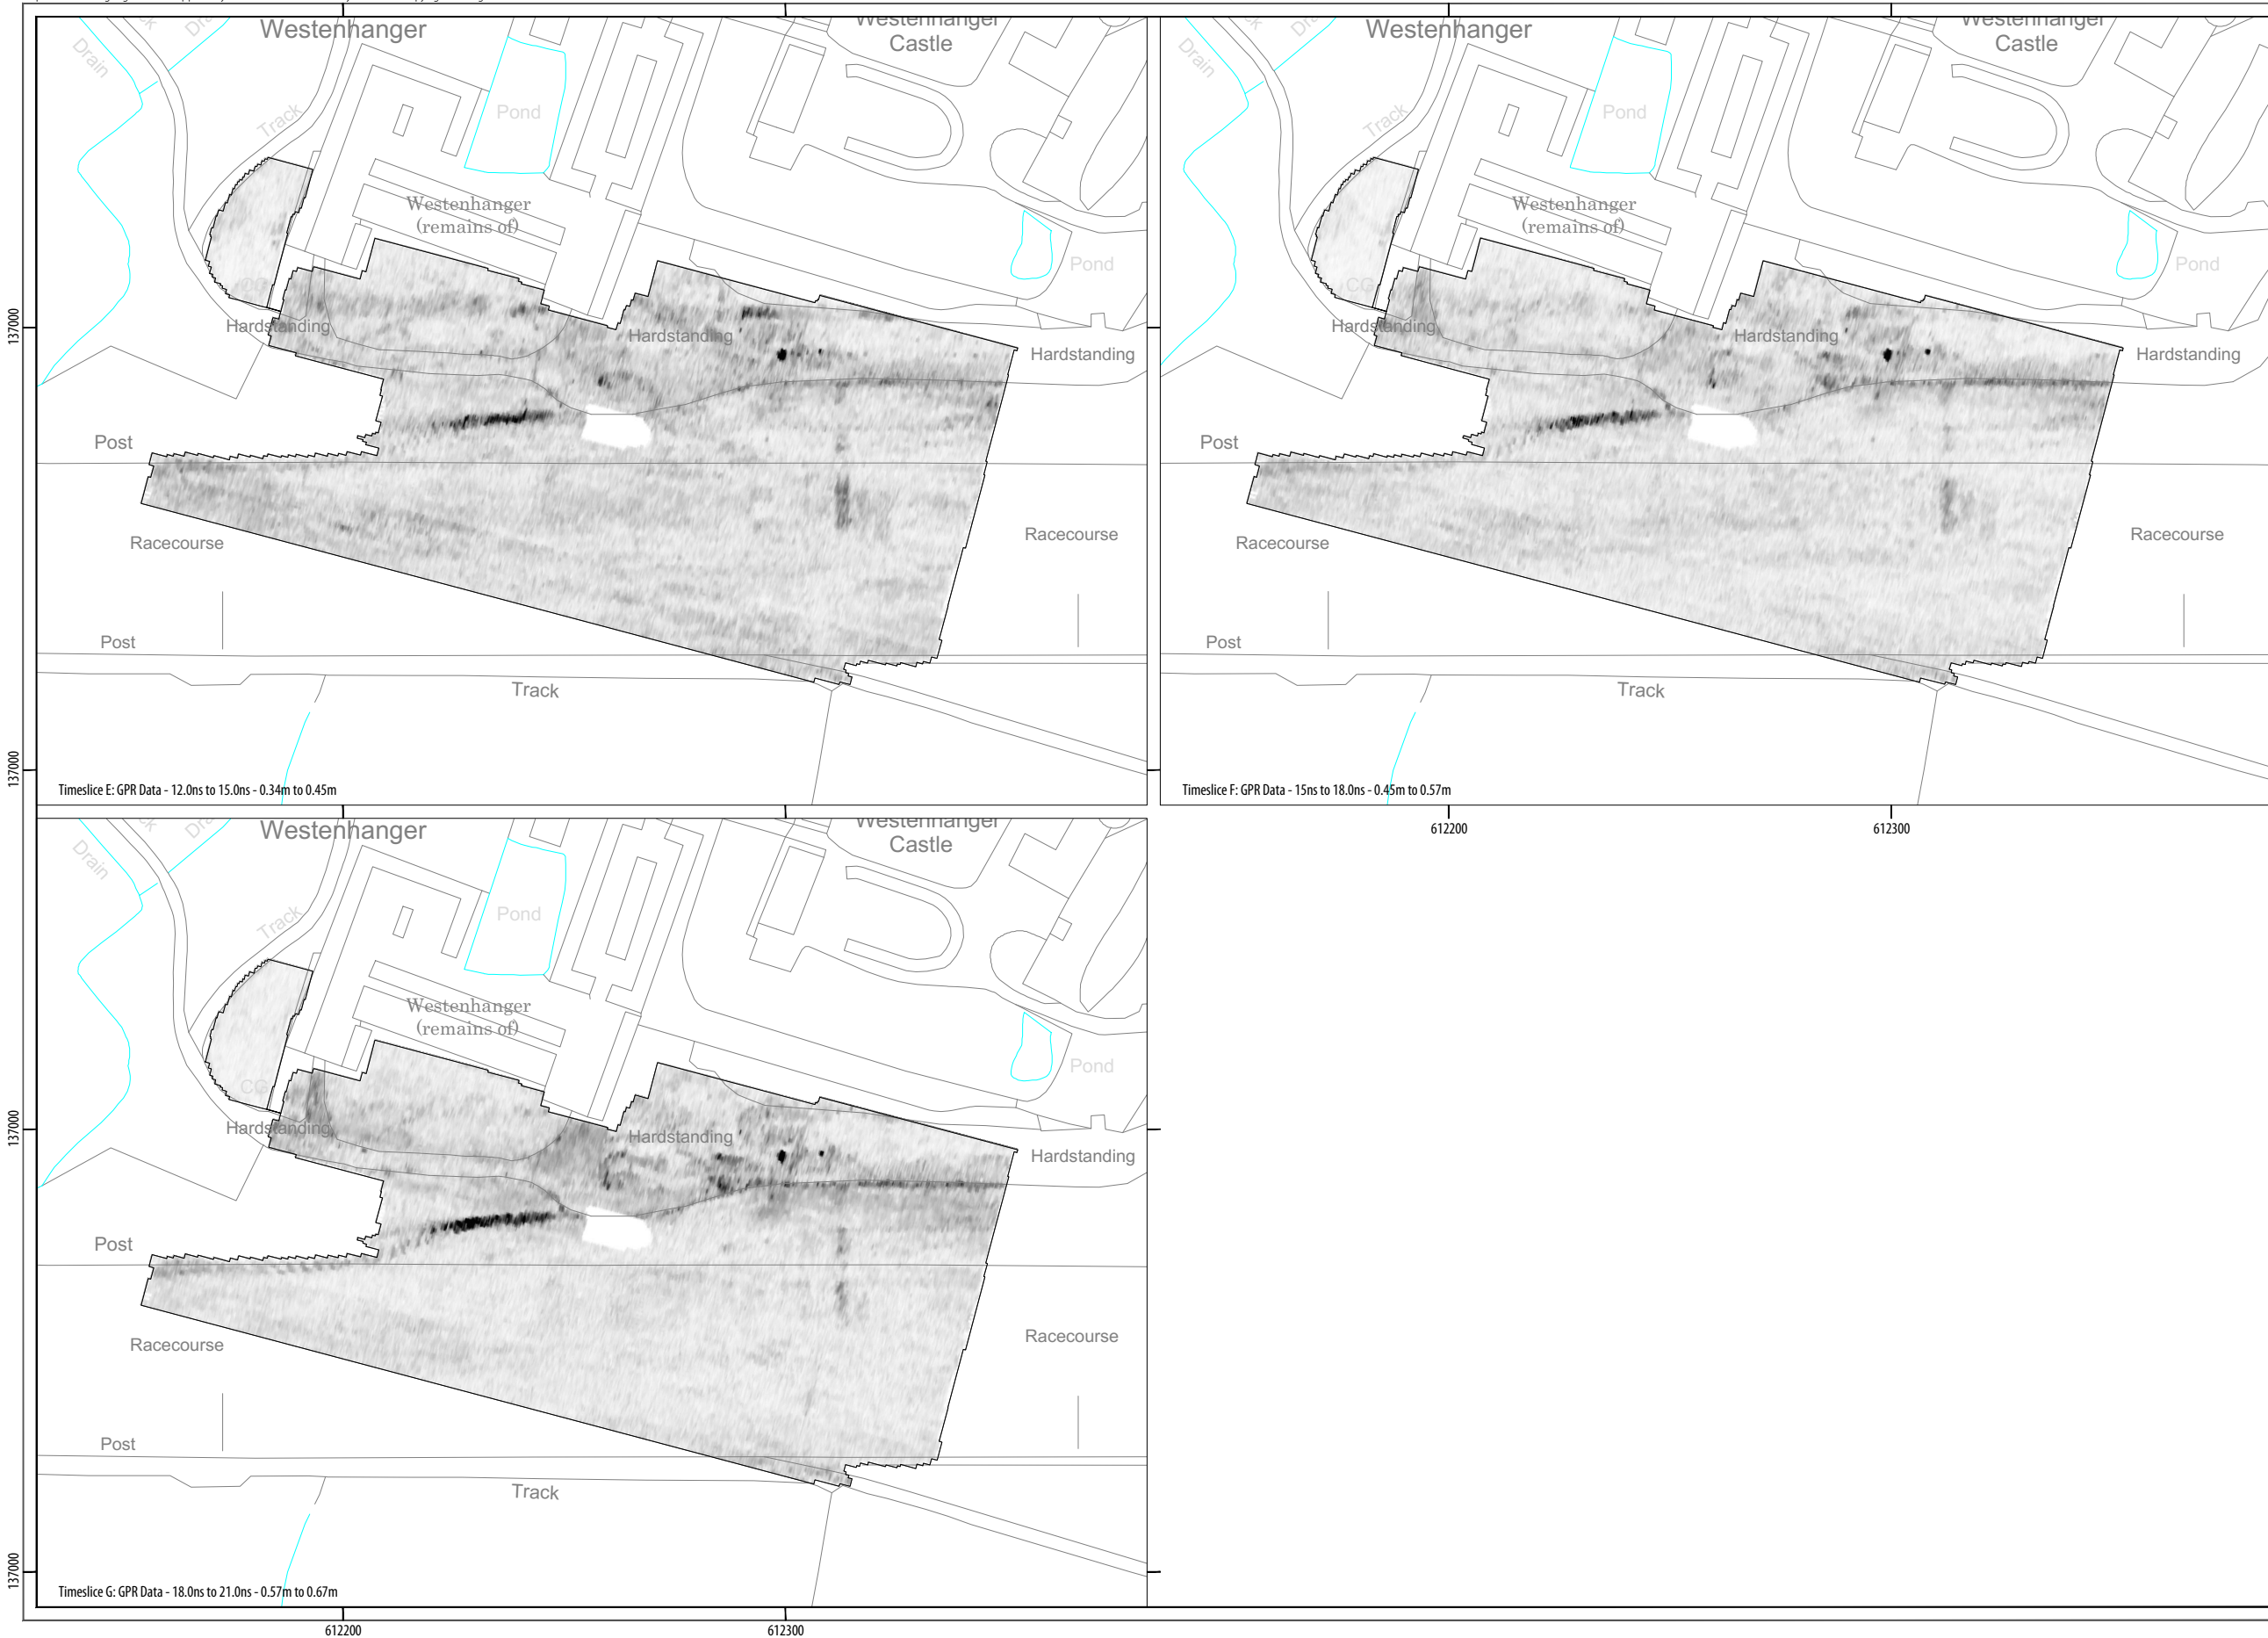 Westenhanger
Westenhanger
Castle
Drain
Track
Pond
Westenhanger
(remains of)
Pond
CG
Hardstanding
Hardstanding
Hardstanding
Post
Racecourse
Racecourse
Post
Track
137000
137000
Timeslice E: GPR Data - 12.0ns to 15.0ns - 0.34m to 0.45m
Westenhanger
Westenhanger
Castle
Drain
Track
Pond
Westenhanger
(remains of)
Pond
CG
Hardstanding
Hardstanding
Hardstanding
Post
Racecourse
Racecourse
Post
Track
Timeslice F: GPR Data - 15ns to 18.0ns - 0.45m to 0.57m
612200
612300
Westenhanger
Westenhanger
Castle
Drain
Track
Pond
Westenhanger
(remains of)
Pond
CG
Hardstanding
Hardstanding
Hardstanding
Post
Racecourse
Racecourse
Post
Track
137000
137000
Timeslice G: GPR Data - 18.0ns to 21.0ns - 0.57m to 0.67m
612200
612300